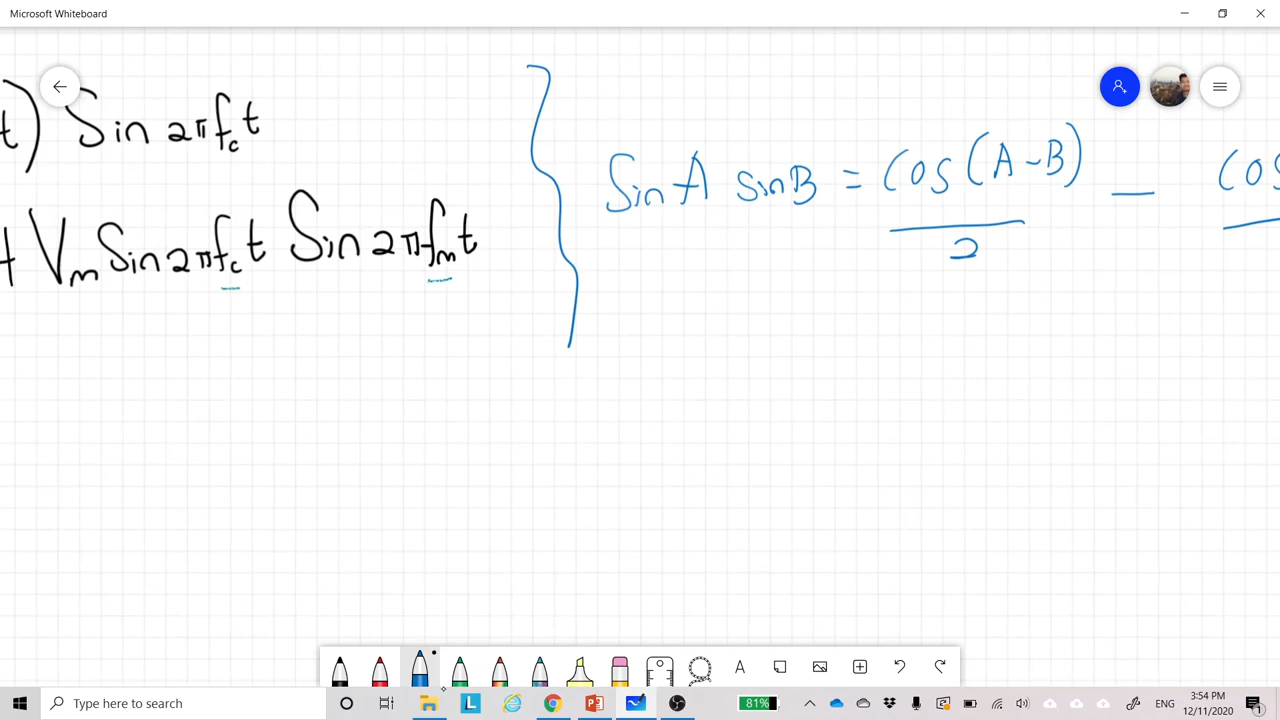 Microsoft Whiteboard
t) Sin 2πfct
+ Vm Sin 2πfct Sin 2πfmt
Sin A sin B = Cos (A-B) — Cos
2
A
Type here to search
81%
ENG
3:54 PM
12/11/2020
1